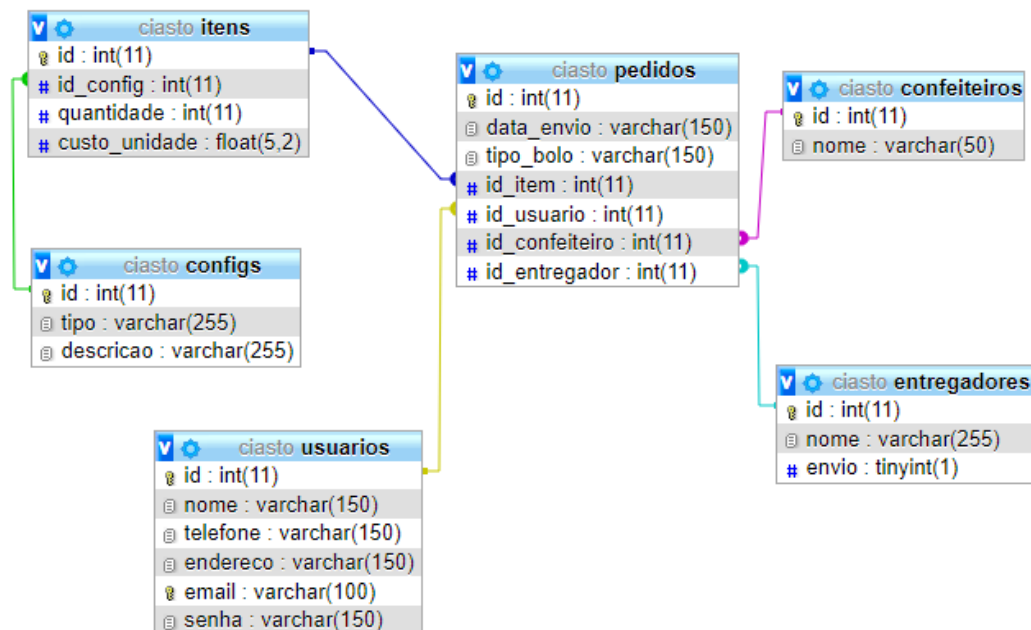 ciasto itens
id : int(11)
id_config : int(11)
quantidade : int(11)
custo_unidade : float(5,2)
ciasto configs
id : int(11)
tipo : varchar(255)
descricao : varchar(255)
ciasto usuarios
id : int(11)
nome : varchar(150)
telefone : varchar(150)
endereco : varchar(150)
email : varchar(100)
senha : varchar(150)
ciasto pedidos
id : int(11)
data_envio : varchar(150)
tipo_bolo : varchar(150)
id_item : int(11)
id_usuario : int(11)
id_confeiteiro : int(11)
id_entregador : int(11)
ciasto confeiteiros
id : int(11)
nome : varchar(50)
ciasto entregadores
id : int(11)
nome : varchar(255)
envio : tinyint(1)